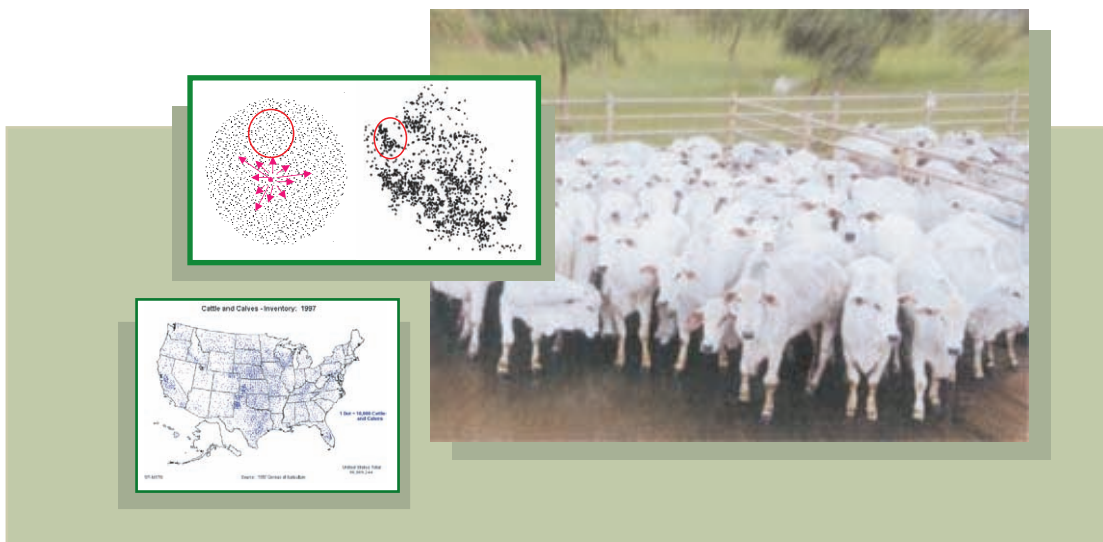 Cattle and Calves - Inventory: 1997
1 Dot = 10,000 Cattle
and Calves
United States Total
Source: 1997 Census of Agriculture